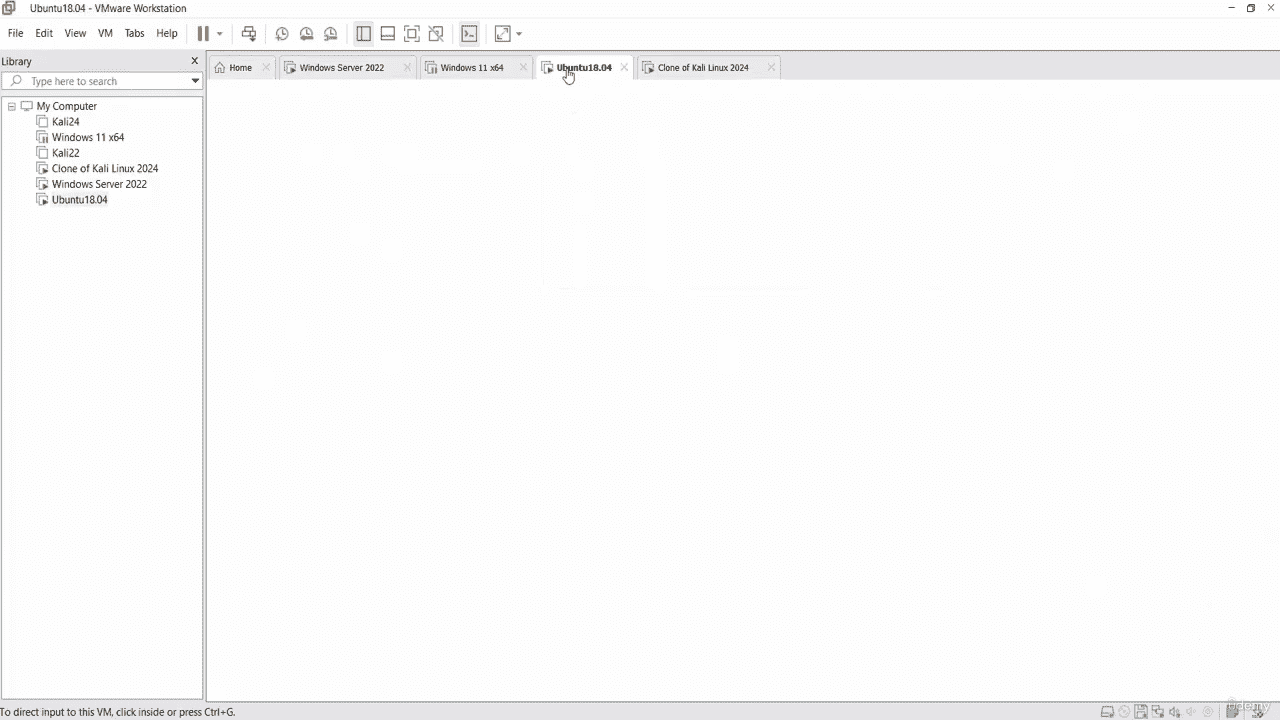 Ubuntu18.04 - VMware Workstation
File Edit View VM Tabs Help
Library
Type here to search
My Computer
Kali24
Windows 11 x64
Kali22
Clone of Kali Linux 2024
Windows Server 2022
Ubuntu18.04
Home
Windows Server 2022
Windows 11 x64
Ubuntu18.04
Clone of Kali Linux 2024
To direct input to this VM, click inside or press Ctrl+G.
Udemy